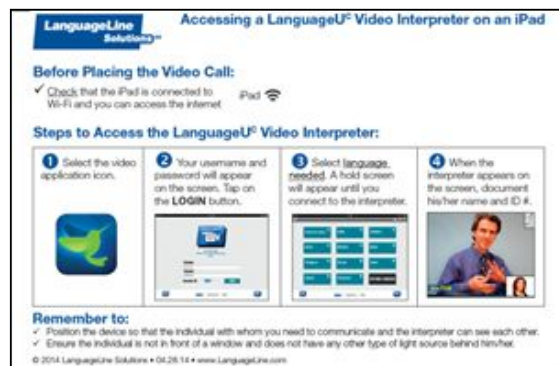 LanguageLine
Solutions
Accessing a LanguageUC Video Interpreter on an iPad
Before Placing the Video Call:
✓ Check that the iPad is connected to
Wi-Fi and you can access the internet
iPad
Steps to Access the LanguageUC Video Interpreter:
1 Select the video
application icon.
2 Your username and
password will appear
on the screen. Tap on
the LOGIN button.
3 Select language
needed. A hold screen
will appear until you
connect to the interpreter.
4 When the
interpreter appears on
the screen, document
his/her name and ID #.
Remember to:
✓ Position the device so that the individual with whom you need to communicate and the interpreter can see each other.
✓ Ensure the individual is not in front of a window and does not have any other type of light source behind him/her.
© 2014 LanguageLine Solutions • 04.28.14 • www.LanguageLine.com